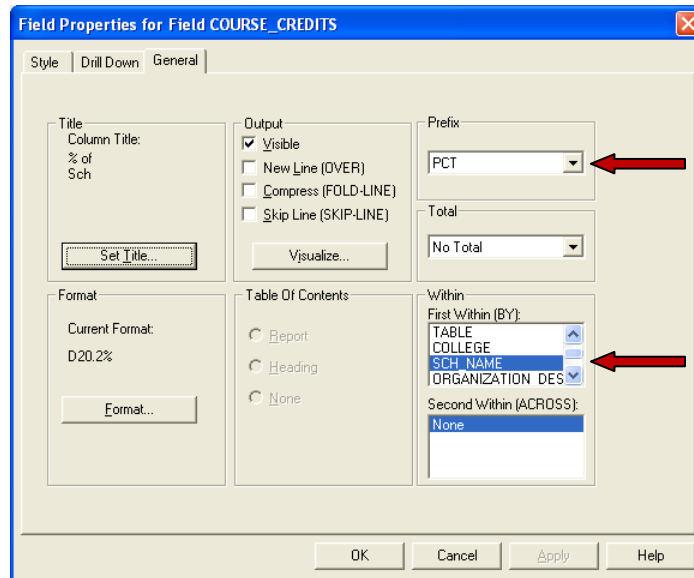 Field Properties for Field COURSE_CREDITS
Style Drill Down General
Title
Column Title:
% of
Sch
Set Title...
Output
Visible
New Line (OVER)
Compress (FOLD-LINE)
Skip Line (SKIP-LINE)
Visualize...
Prefix
PCT
Total
No Total
Format
Current Format:
D20.2%
Format...
Table Of Contents
Report
Heading
None
Within
First Within (BY):
TABLE
COLLEGE
SCH_NAME
ORGANIZATION_DES
Second Within (ACROSS):
None
OK Cancel Apply Help